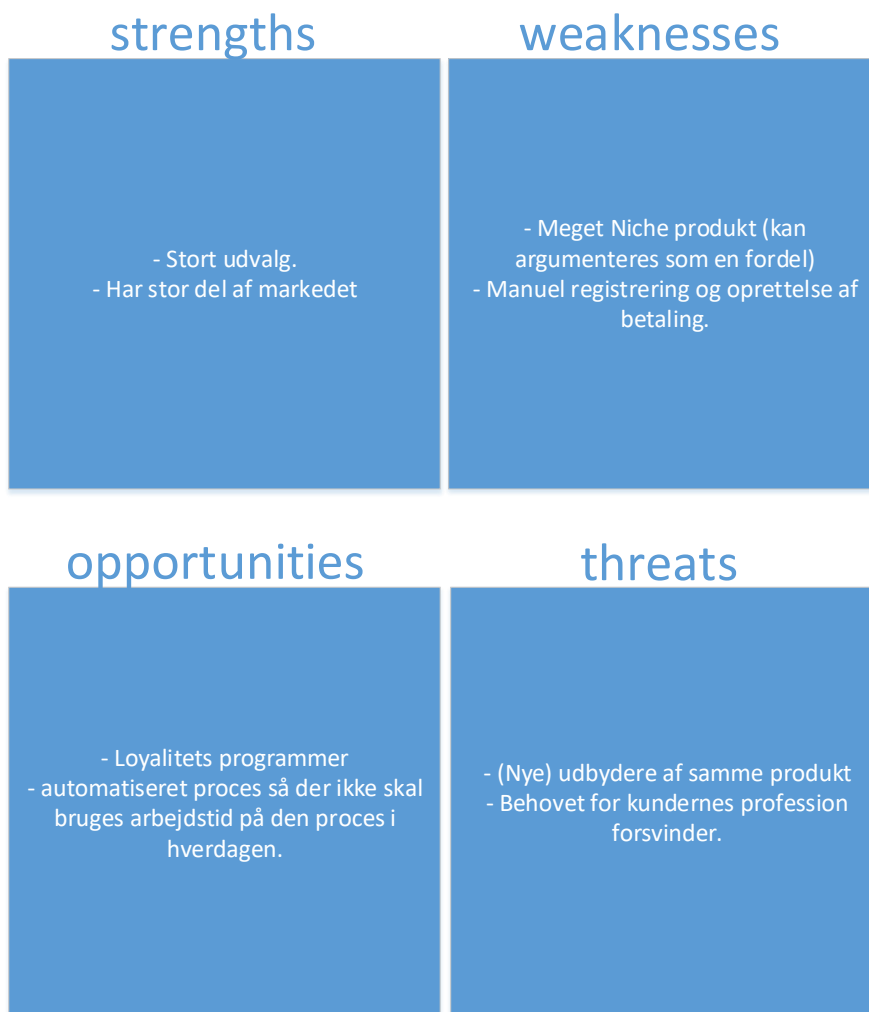 strengths
- Stort udvalg.
- Har stor del af markedet
weaknesses
- Meget Niche produkt (kan
argumenteres som en fordel)
- Manuel registrering og oprettelse af
betaling.
opportunities
- Loyalitets programmer
- automatiseret proces så der ikke skal
bruges arbejdstid på den proces i
hverdagen.
threats
- (Nye) udbydere af samme produkt
- Behovet for kundernes profession
forsvinder.